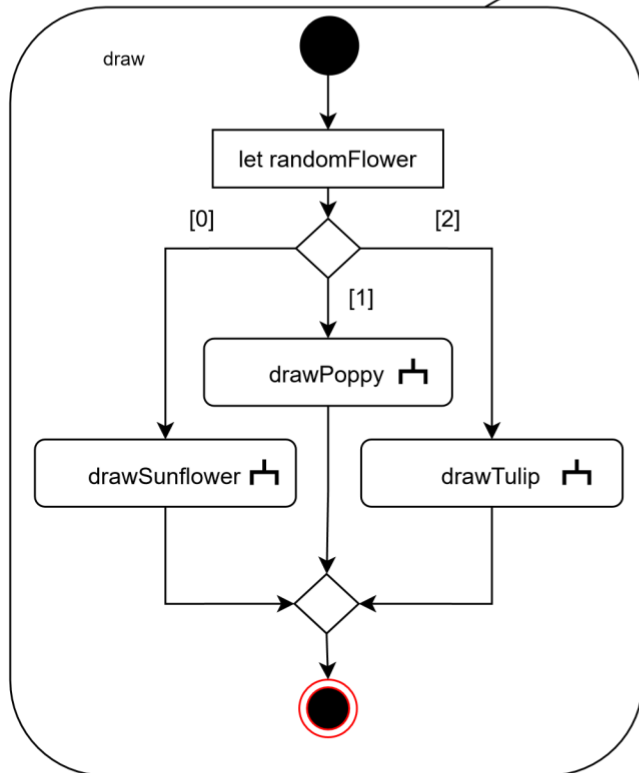 draw
let randomFlower
[0]
[2]
[1]
drawPoppy
drawSunflower
drawTulip